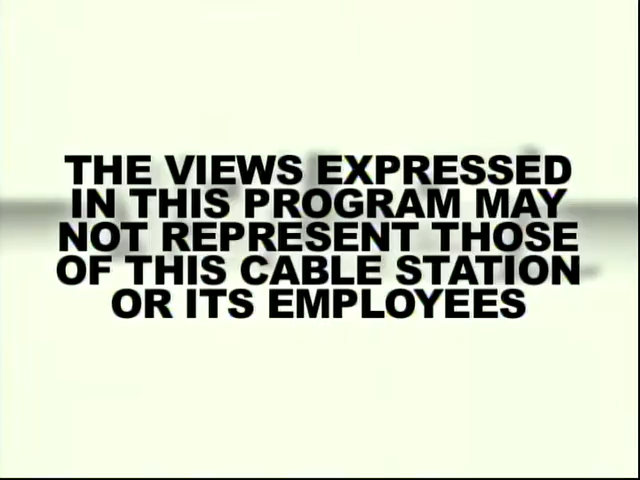 THE VIEWS EXPRESSED
IN THIS PROGRAM MAY
NOT REPRESENT THOSE
OF THIS CABLE STATION
OR ITS EMPLOYEES